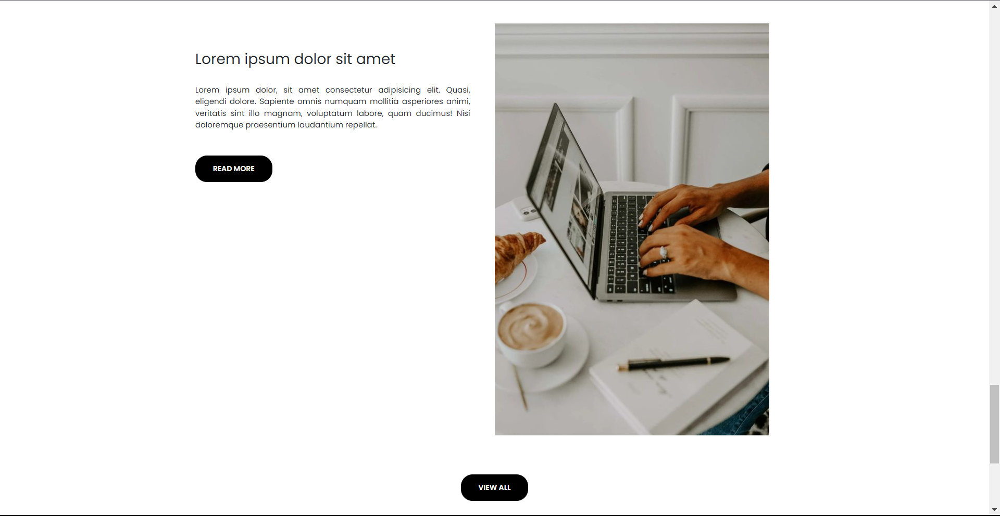 Lorem ipsum dolor sit amet
Lorem ipsum dolor, sit amet consectetur adipisicing elit. Quasi,
eligendi dolore. Sapiente omnis numquam mollitia asperiores animi,
veritatis sint illo magnam, voluptatum labore, quam ducimus! Nisi
doloremque praesentium laudantium repellat.
READ MORE
VIEW ALL